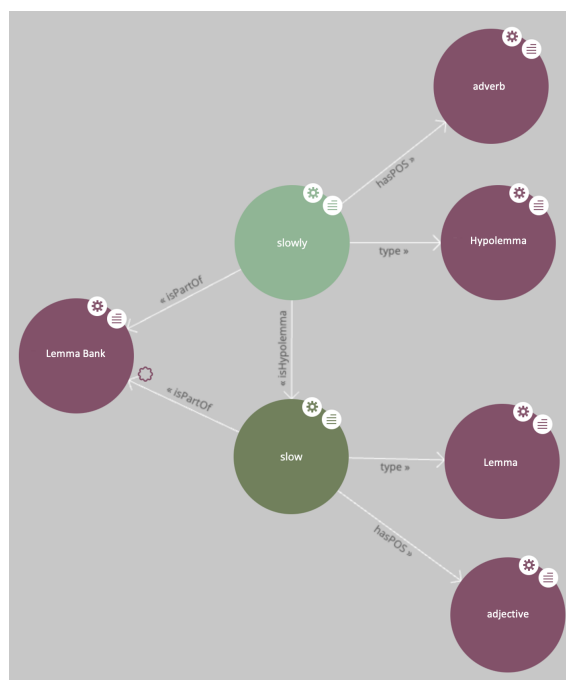 adverb
hasPOS »
slowly
type »
Hypolemma
« isPartOf
« isHypolemma
Lemma Bank
« isPartOf
slow
type »
Lemma
hasPOS »
adjective